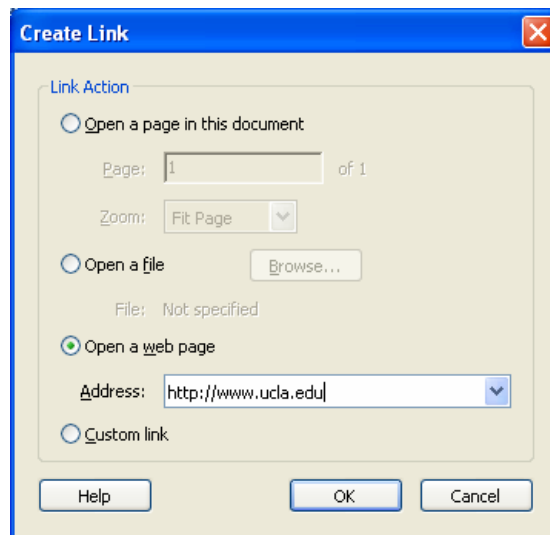 Create Link
Link Action
Open a page in this document
Page: 1 of 1
Zoom: Fit Page
Open a file Browse...
File: Not specified
Open a web page
Address: http://www.ucla.edu
Custom link
Help OK Cancel